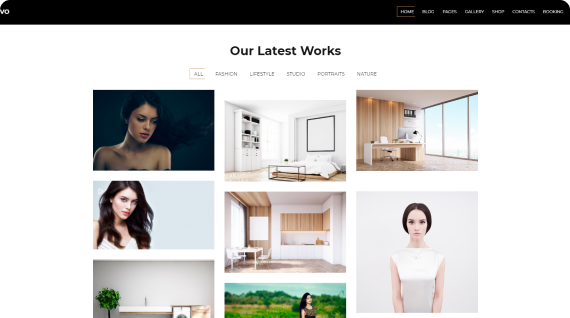 VO HOME BLOG PAGES GALLERY SHOP CONTACTS BOOKING
Our Latest Works
ALL FASHION LIFESTYLE STUDIO PORTRAITS NATURE